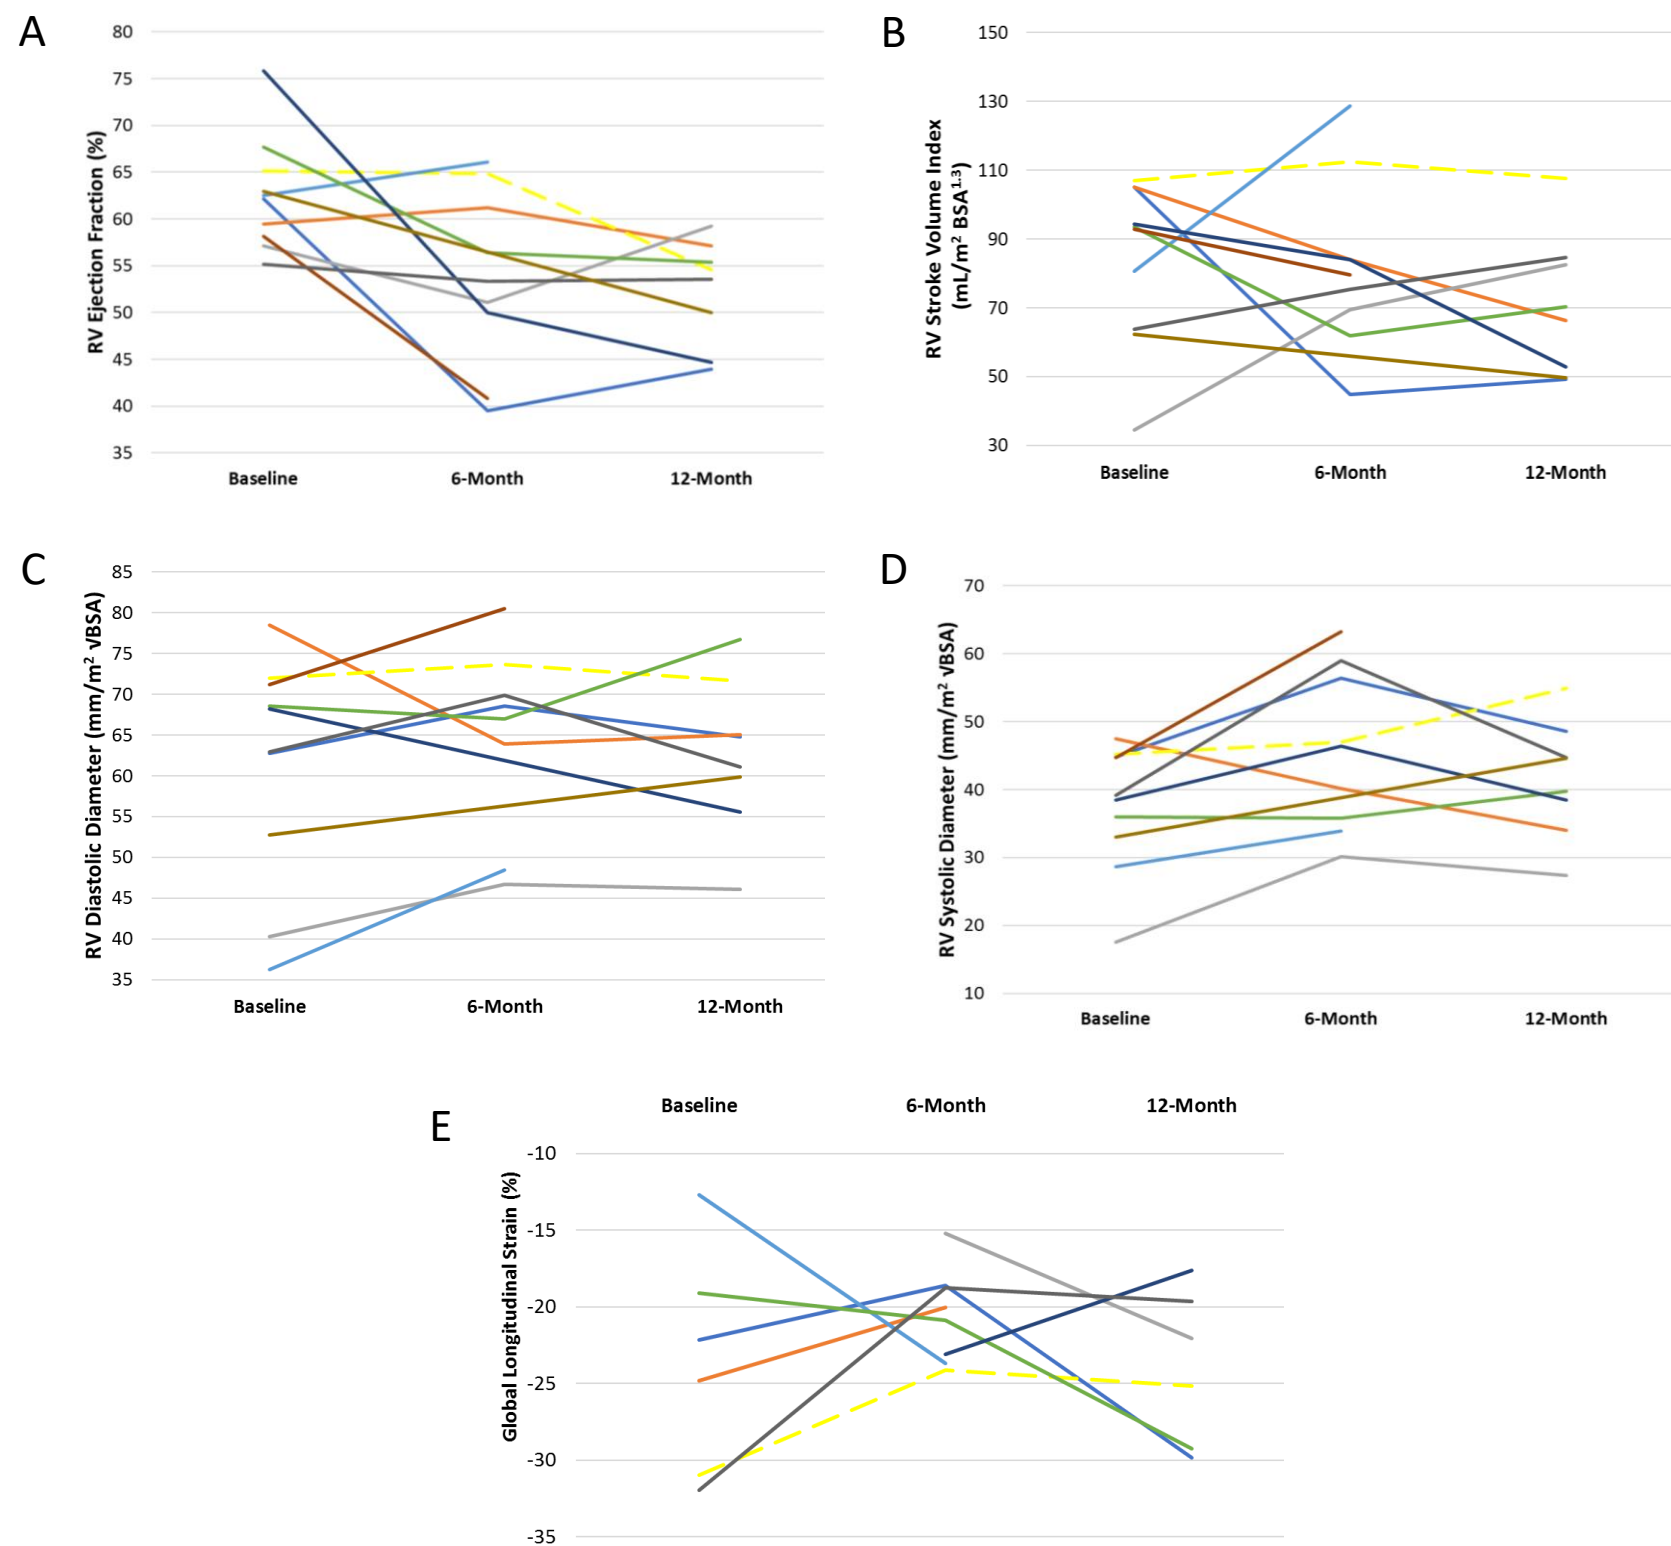 A
RV Ejection Fraction (%)
80
75
70
65
60
55
50
45
40
35
Baseline 6-Month 12-Month
B
RV Stroke Volume Index
(mL/m² BSA¹·³)
150
130
110
90
70
50
30
Baseline 6-Month 12-Month
C
RV Diastolic Diameter (mm/m² √BSA)
85
80
75
70
65
60
55
50
45
40
35
Baseline 6-Month 12-Month
D
RV Systolic Diameter (mm/m² √BSA)
70
60
50
40
30
20
10
Baseline 6-Month 12-Month
E
Baseline 6-Month 12-Month
Global Longitudinal Strain (%)
-10
-15
-20
-25
-30
-35